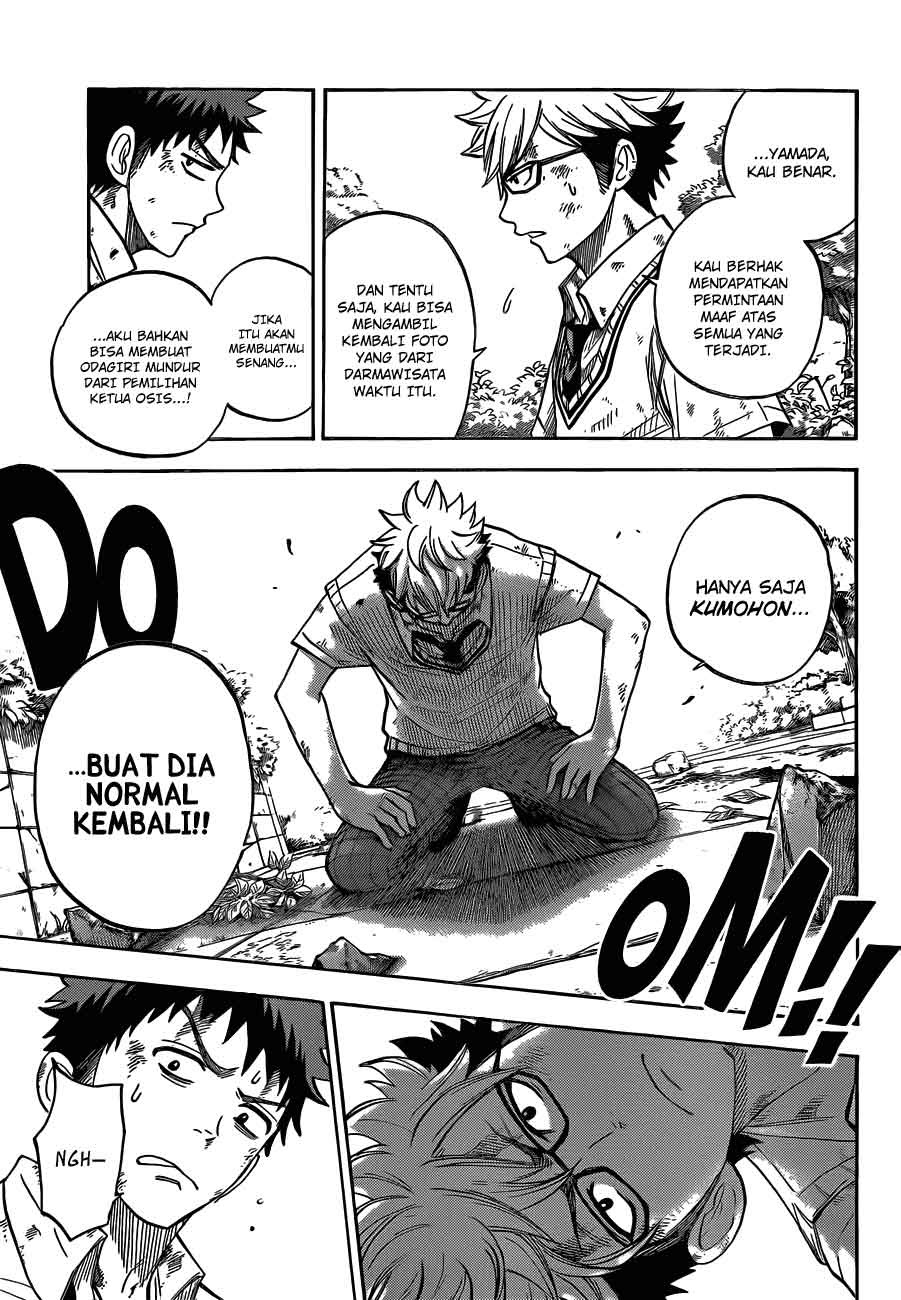 ...YAMADA,
KAU BENAR.
KAU BERHAK
MENDAPATKAN
PERMINTAAN
MAAF ATAS
SEMUA YANG
TERJADI.
DAN TENTU
SAJA, KAU BISA
MENGAMBIL
KEMBALI FOTO
YANG DARI
DARMAWISATA
WAKTU ITU.
JIKA
ITU AKAN
MEMBUATMU
SENANG...
...AKU BAHKAN
BISA MEMBUAT
ODAGIRI MUNDUR
DARI PEMILIHAN
KETUA OSIS...!
HANYA SAJA
KUMOHON...
DO
...BUAT DIA
NORMAL
KEMBALI!!
OM!!
NGH—